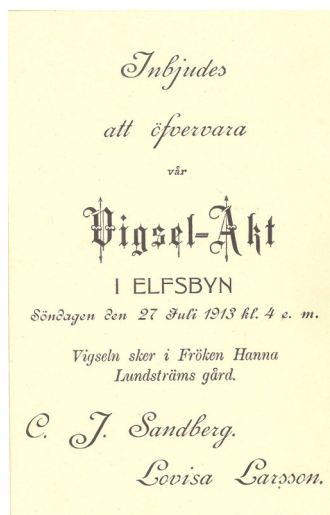 Inbjudes
att öfvervara
vår
Vigsel-Akt
I ELFSBYN
Söndagen den 27 Juli 1913 kl. 4 e. m.
Vigseln sker i Fröken Hanna
Lundsträms gård.
C. J. Sandberg.
Lovisa Larsson.